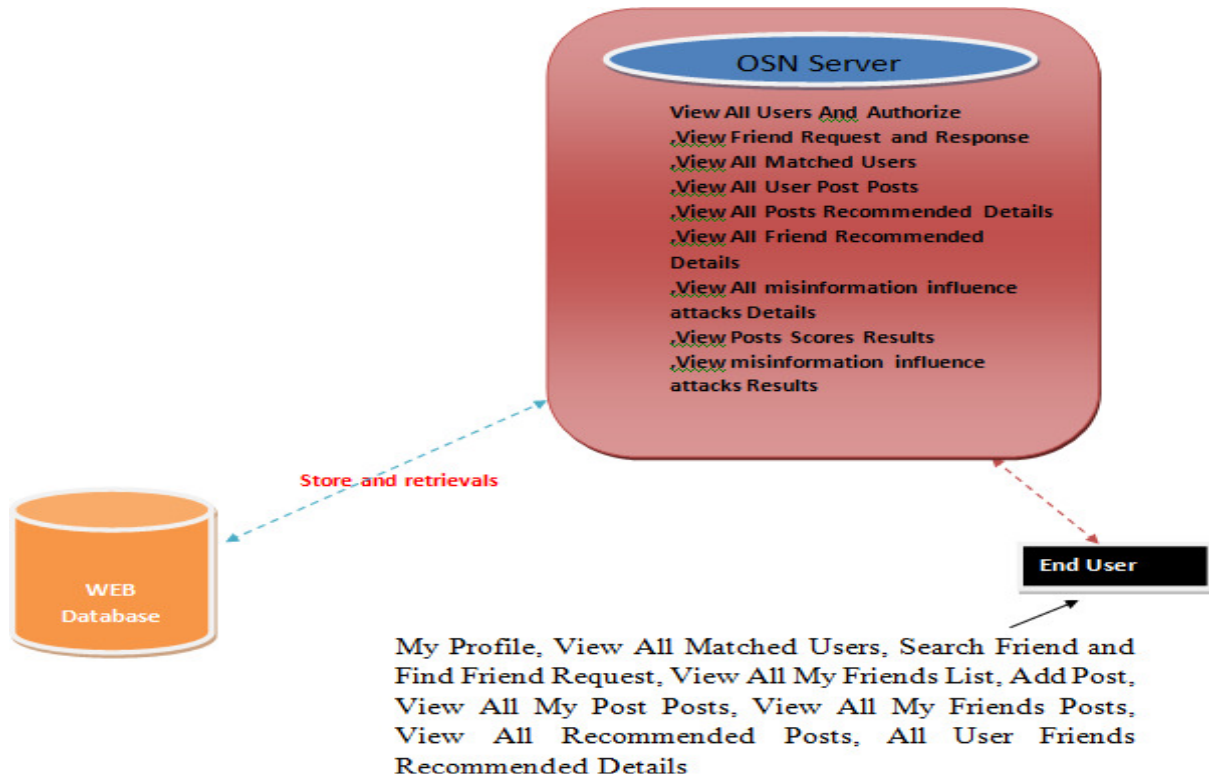 OSN Server
View All Users And Authorize
,View Friend Request and Response
,View All Matched Users
,View All User Post Posts
,View All Posts Recommended Details
,View All Friend Recommended
Details
,View All misinformation influence
attacks Details
,View Posts Scores Results
,View misinformation influence
attacks Results
Store and retrievals
WEB
Database
End User
My Profile, View All Matched Users, Search Friend and
Find Friend Request, View All My Friends List, Add Post,
View All My Post Posts, View All My Friends Posts,
View All Recommended Posts, All User Friends
Recommended Details